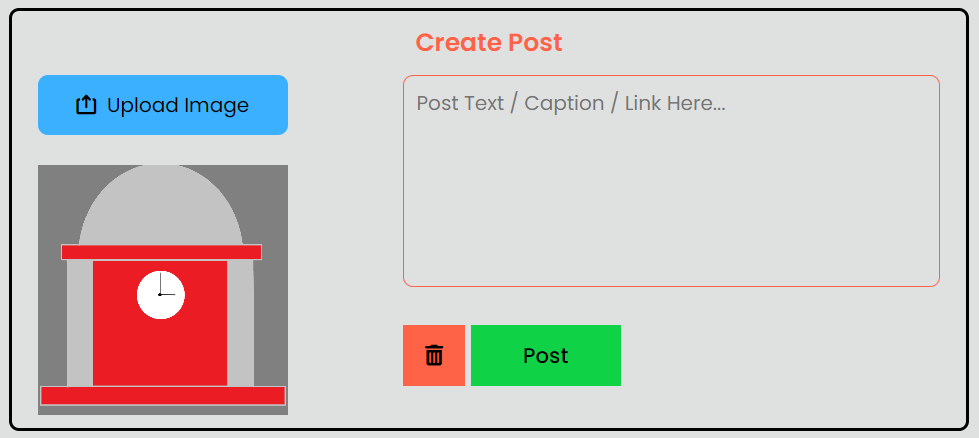 Create Post
Upload Image
Post Text / Caption / Link Here...
Post